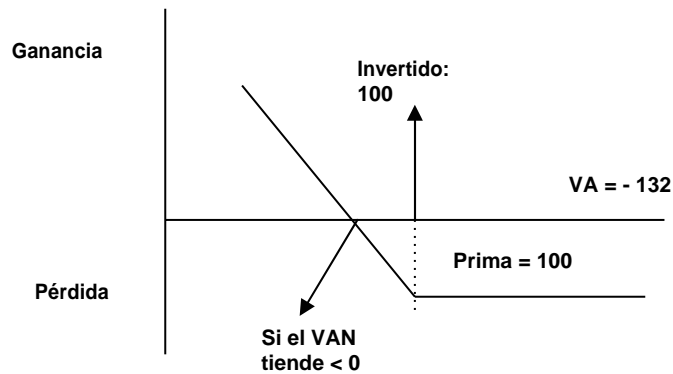 Ganancia
Invertido:
100
VA = - 132
Prima = 100
Pérdida
Si el VAN
tiende < 0